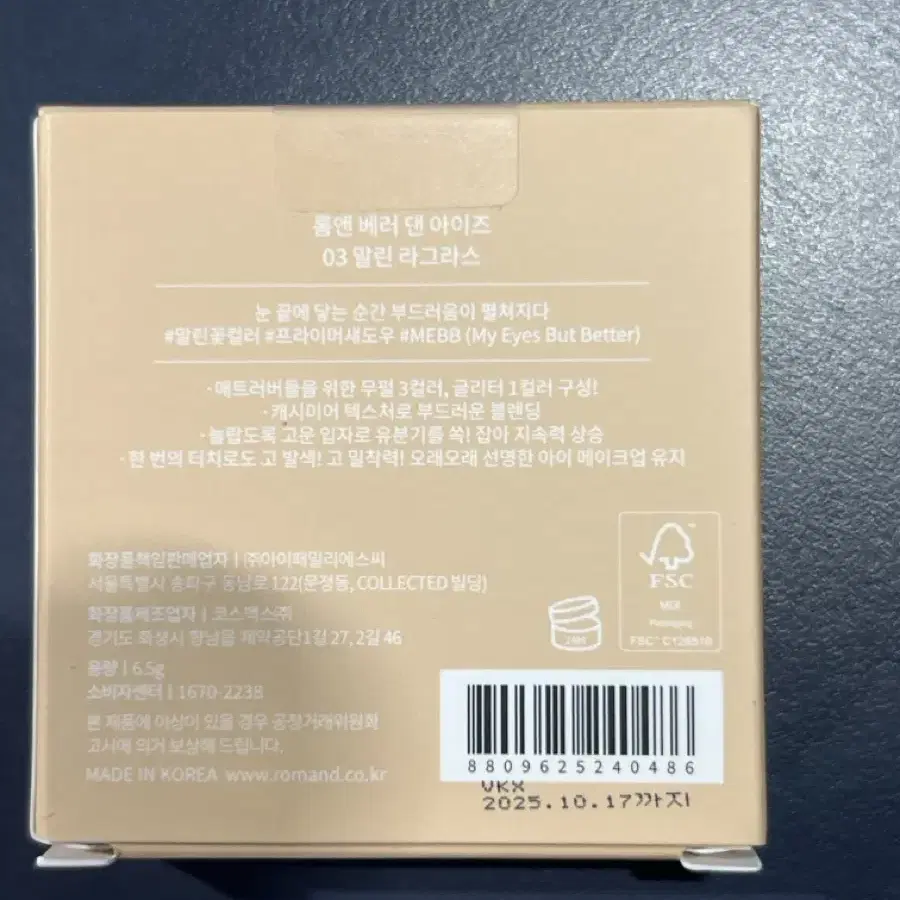 롬앤 베러 댄 아이즈
03 말린 라그라스
눈 끝에 닿는 순간 부드러움이 펼쳐지다
#말린꽃컬러 #프라이머섀도우 #MEBB (My Eyes But Better)
· 매트러버들을 위한 무펄 3컬러, 글리터 1컬러 구성!
· 캐시미어 텍스처로 부드러운 블렌딩
· 놀랍도록 고운 입자로 유분기를 쏙! 잡아 지속력 상승
· 한 번의 터치로도 고 발색! 고 밀착력! 오래오래 선명한 아이 메이크업 유지
화장품책임판매업자 | ㈜아이패밀리에스씨
서울특별시 송파구 동남로 122(문정동, COLLECTED 빌딩)
화장품제조업자 | 코스맥스㈜
경기도 화성시 향남읍 제약공단1길 27, 2길 46
용량 | 6.5g
소비자센터 | 1670-2238
본 제품에 이상이 있을 경우 공정거래위원회
고시에 의거 보상해 드립니다.
MADE IN KOREA www.romand.co.kr
24M
FSC
MIX
Packaging
FSC™ C128510
8809625240486
VKX
2025.10.17까지